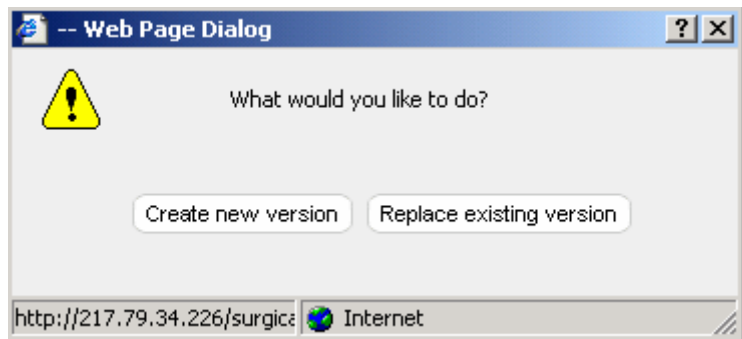 -- Web Page Dialog
What would you like to do?
Create new version Replace existing version
http://217.79.34.226/surgica Internet